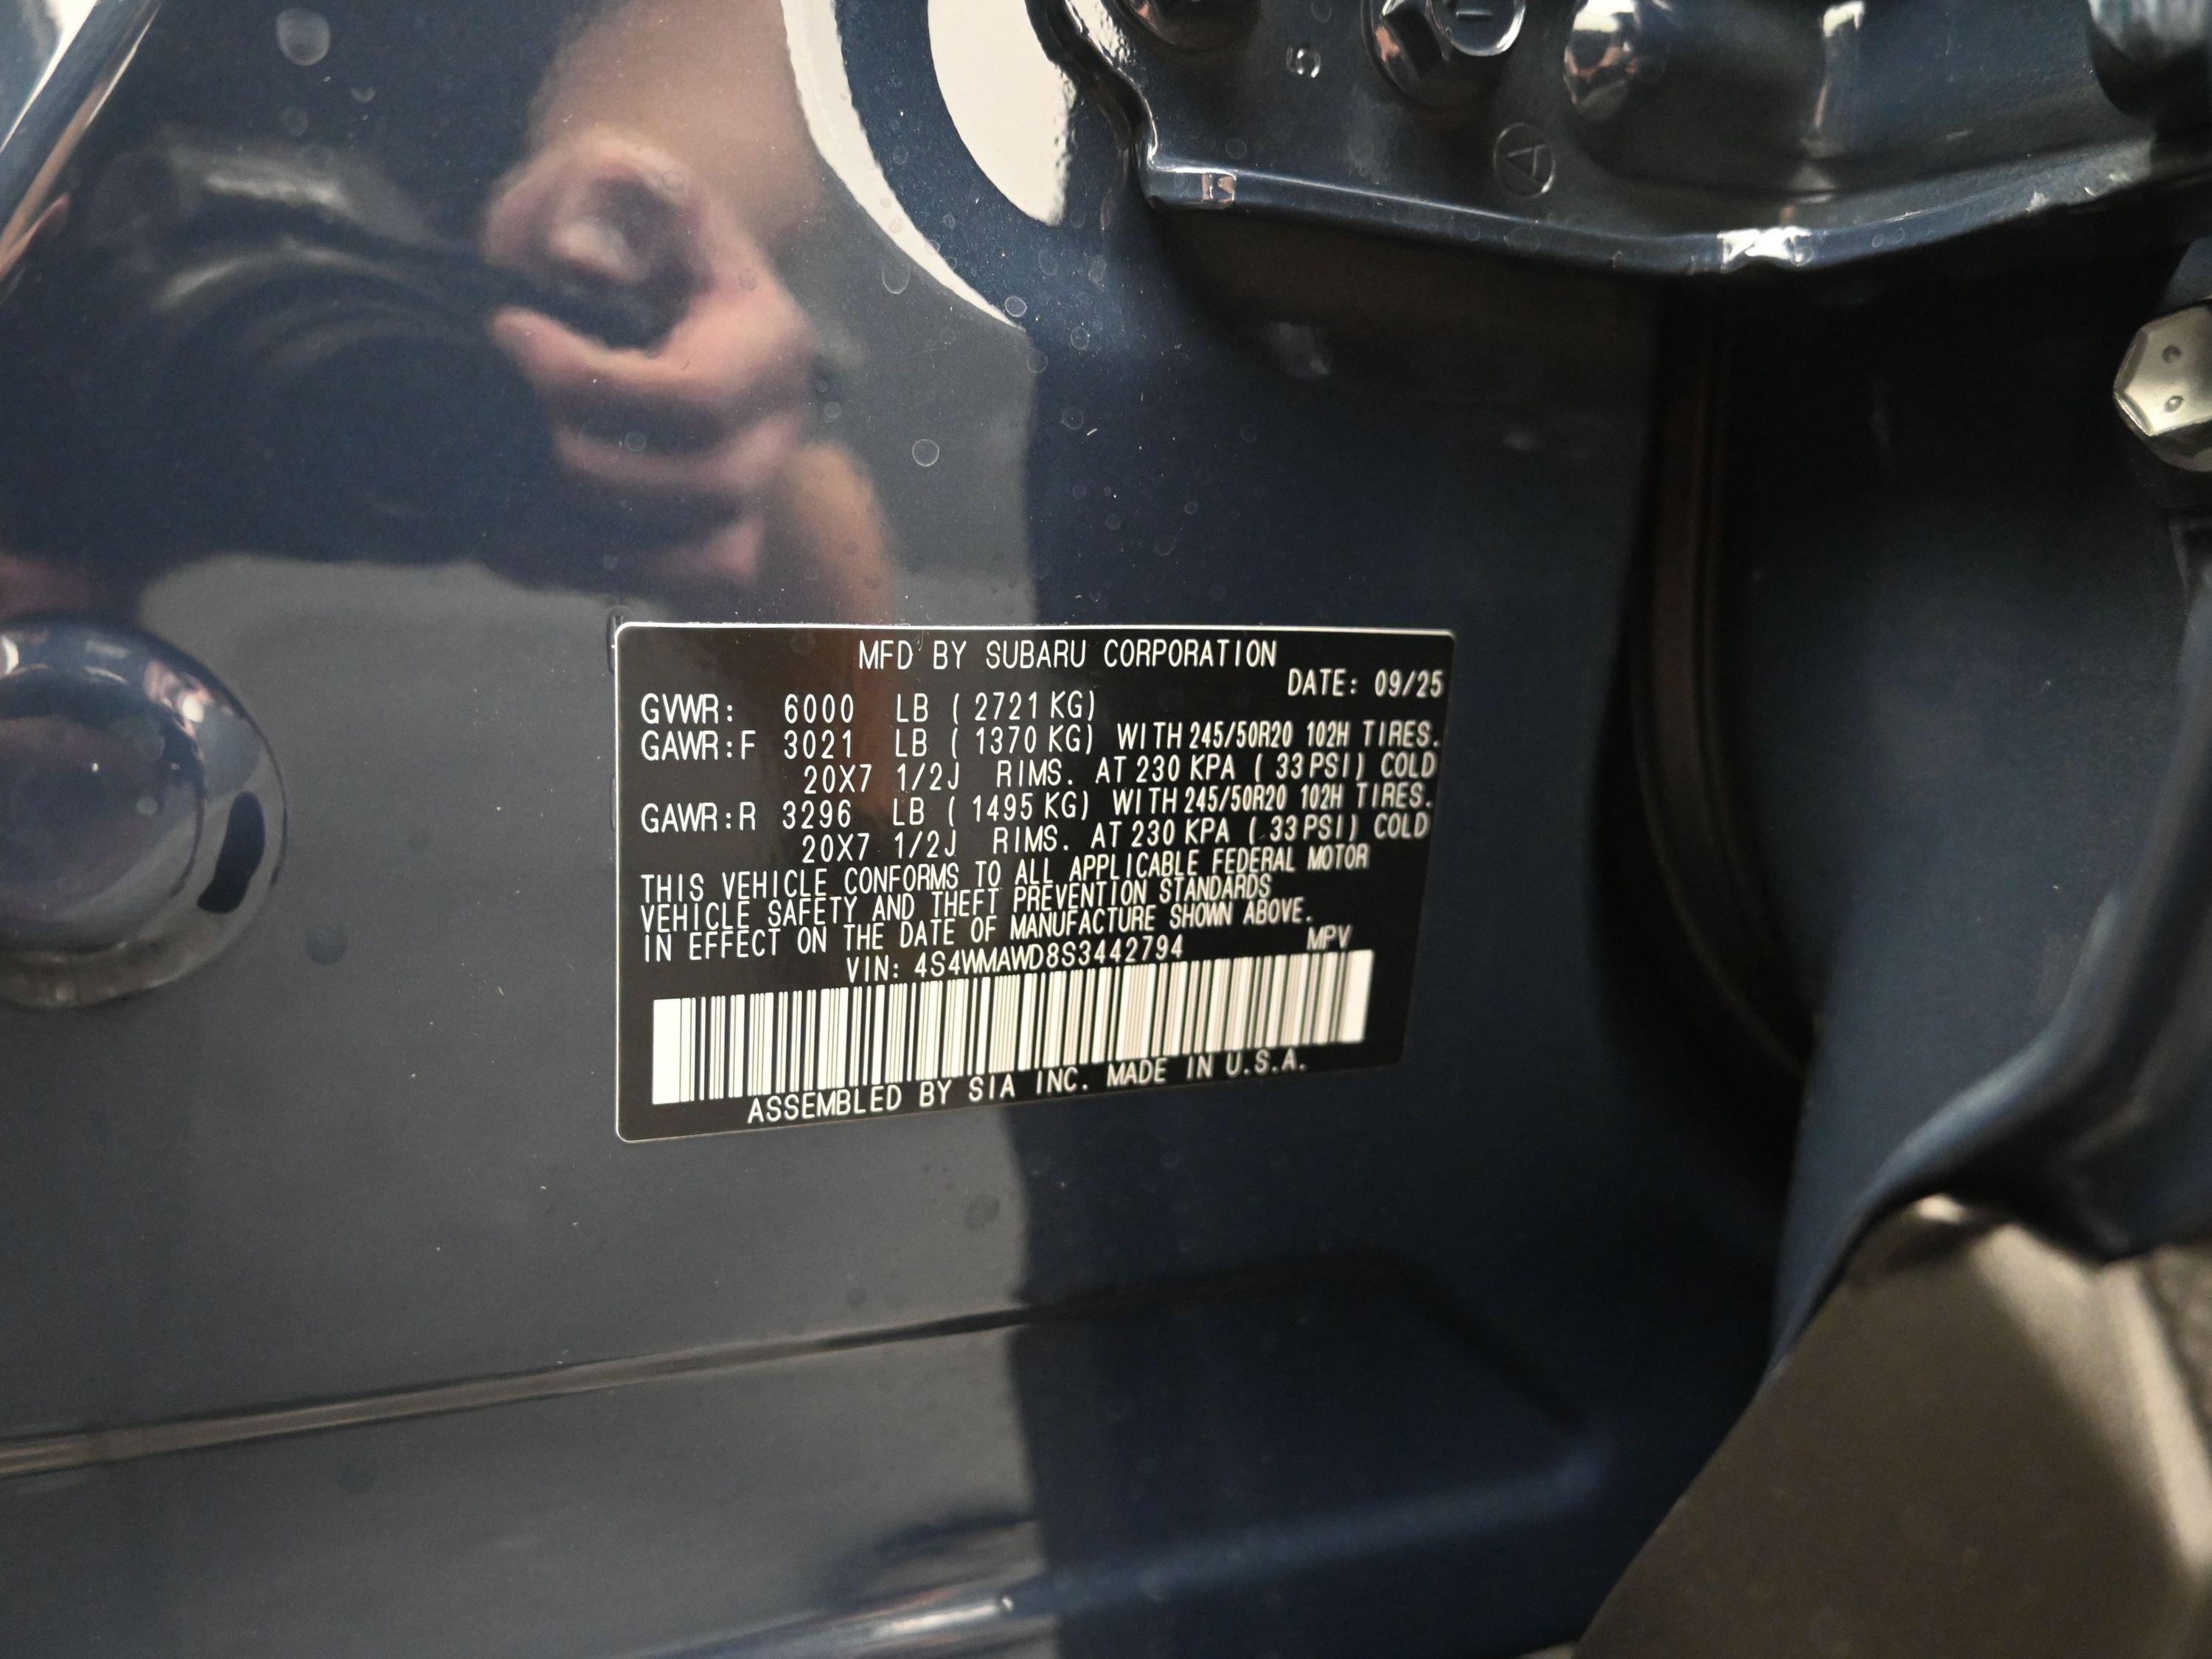 MFD BY SUBARU CORPORATION
DATE: 09/25
GVWR: 6000 LB ( 2721 KG)
GAWR:F 3021 LB ( 1370 KG) WITH 245/50R20 102H TIRES.
20X7 1/2J RIMS. AT 230 KPA ( 33 PSI) COLD
GAWR:R 3296 LB ( 1495 KG) WITH 245/50R20 102H TIRES.
20X7 1/2J RIMS. AT 230 KPA ( 33 PSI) COLD
THIS VEHICLE CONFORMS TO ALL APPLICABLE FEDERAL MOTOR
VEHICLE SAFETY AND THEFT PREVENTION STANDARDS
IN EFFECT ON THE DATE OF MANUFACTURE SHOWN ABOVE.
VIN: 4S4WMAWD8S3442794 MPV
ASSEMBLED BY SIA INC. MADE IN U.S.A.